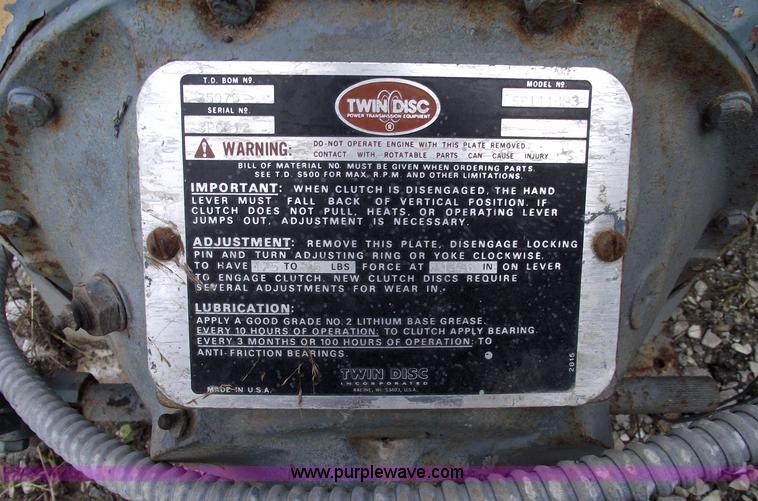 T.D. BOM Nº.
MODEL Nº.
SERIAL Nº.
TWIN DISC
POWER TRANSMISSION EQUIPMENT
®
WARNING: DO NOT OPERATE ENGINE WITH THIS PLATE REMOVED.
CONTACT WITH ROTATABLE PARTS CAN CAUSE INJURY
BILL OF MATERIAL NO. MUST BE GIVEN WHEN ORDERING PARTS.
SEE T.D. S500 FOR MAX. R.P.M. AND OTHER LIMITATIONS.
IMPORTANT: WHEN CLUTCH IS DISENGAGED, THE HAND
LEVER MUST FALL BACK OF VERTICAL POSITION. IF
CLUTCH DOES NOT PULL, HEATS, OR OPERATING LEVER
JUMPS OUT, ADJUSTMENT IS NECESSARY.
ADJUSTMENT: REMOVE THIS PLATE, DISENGAGE LOCKING
PIN AND TURN ADJUSTING RING OR YOKE CLOCKWISE.
TO HAVE TO LBS FORCE AT IN ON LEVER
TO ENGAGE CLUTCH. NEW CLUTCH DISCS REQUIRE
SEVERAL ADJUSTMENTS FOR WEAR IN.
LUBRICATION:
APPLY A GOOD GRADE NO. 2 LITHIUM BASE GREASE.
EVERY 10 HOURS OF OPERATION: TO CLUTCH APPLY BEARING.
EVERY 3 MONTHS OR 100 HOURS OF OPERATION: TO
ANTI-FRICTION BEARINGS.
TWIN DISC
INCORPORATED
RACINE, WI. 53403, U.S.A.
MADE IN U.S.A.
2015
www.purplewave.com